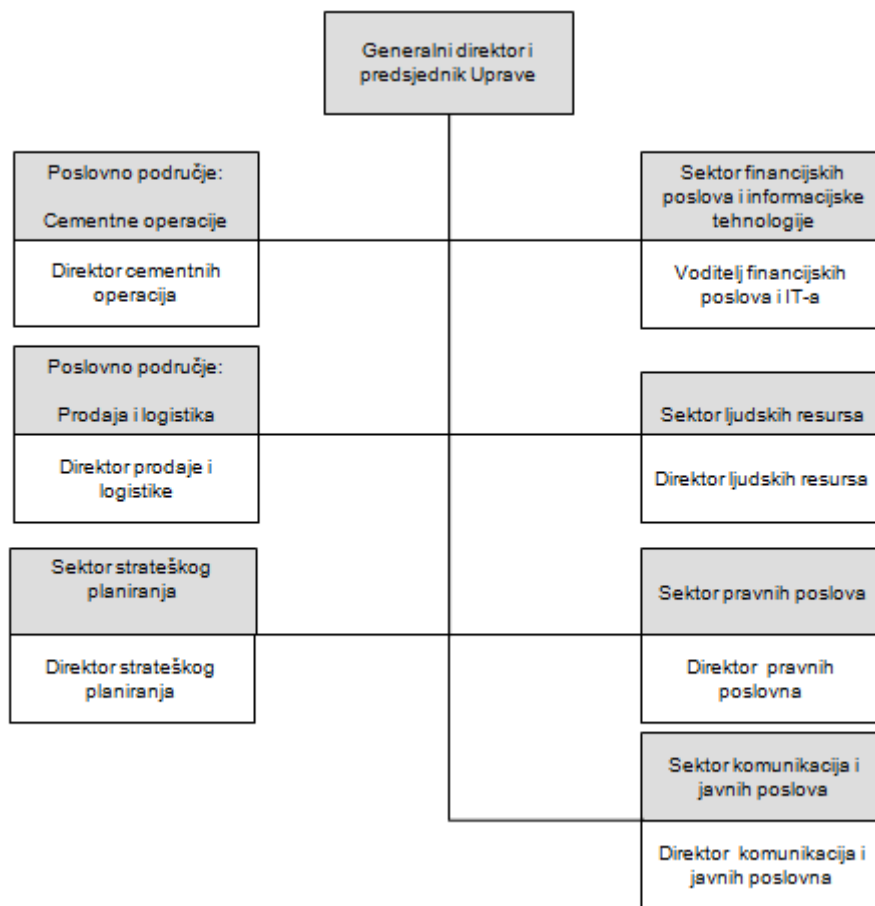 Generalni direktor i
predsjednik Uprave
Poslovno područje:
Cementne operacije
Direktor cementnih
operacija
Sektor financijskih
poslova i informacijske
tehnologije
Voditelj financijskih
poslova i IT-a
Poslovno područje:
Prodaja i logistika
Direktor prodaje i
logistike
Sektor ljudskih resursa
Direktor ljudskih resursa
Sektor strateškog
planiranja
Direktor strateškog
planiranja
Sektor pravnih poslova
Direktor pravnih
poslovna
Sektor komunikacija i
javnih poslova
Direktor komunikacija i
javnih poslovna